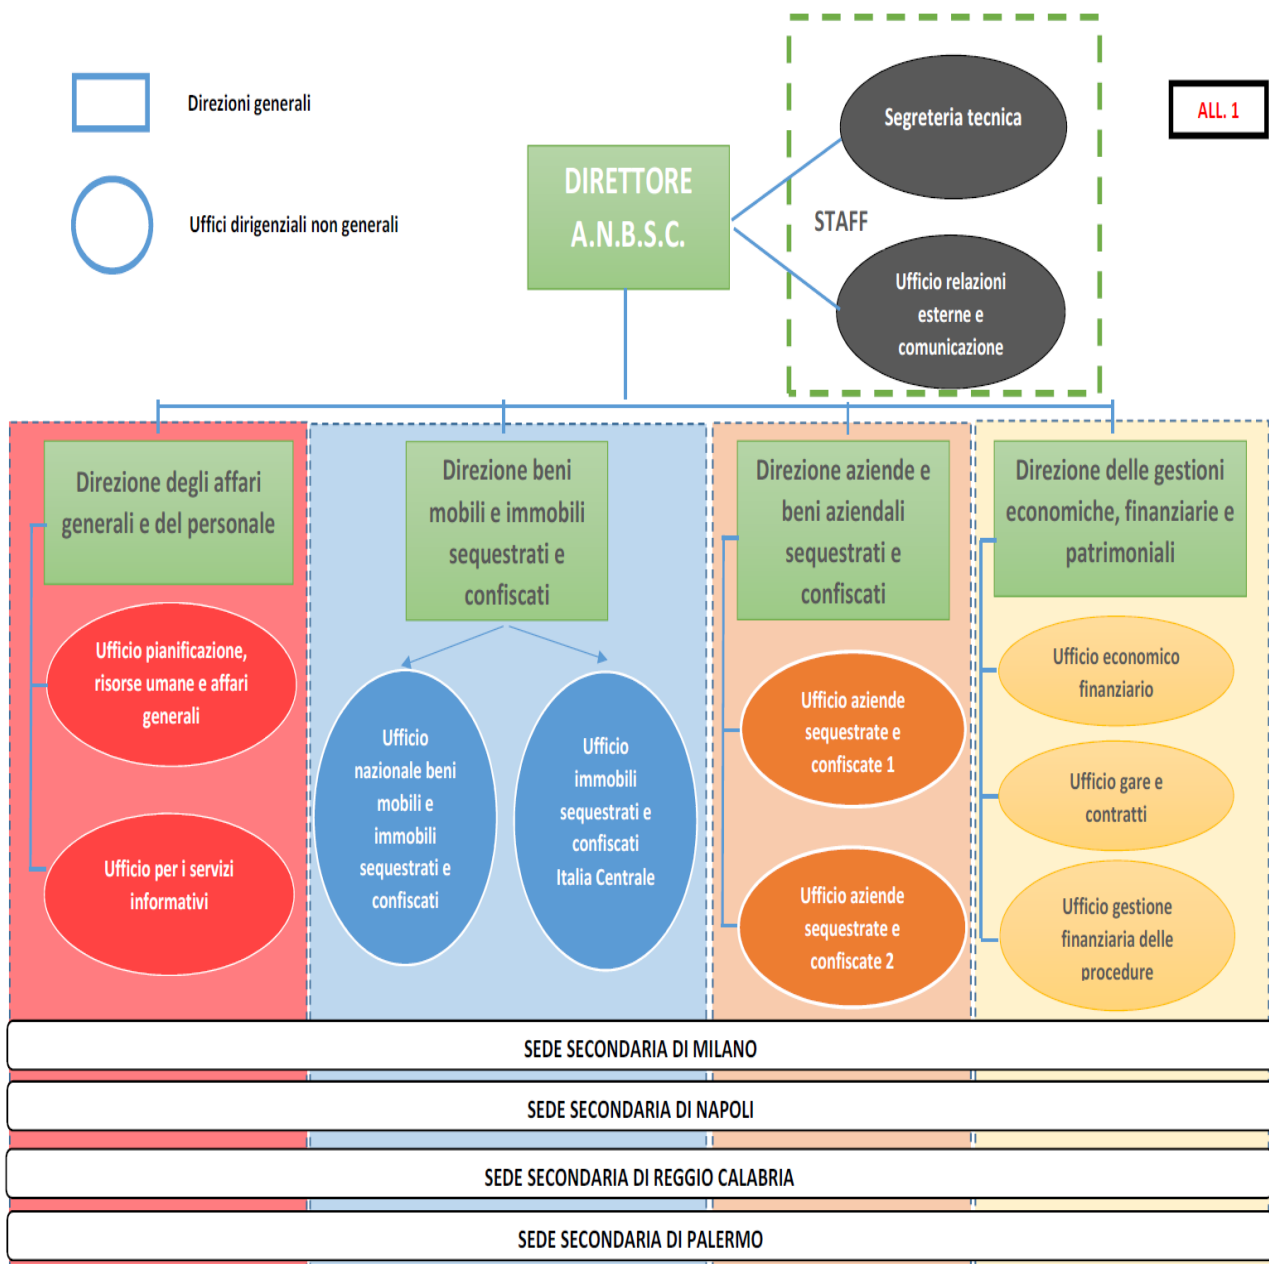 Direzioni generali
Uffici dirigenziali non generali
DIRETTORE
A.N.B.S.C.
STAFF
Segreteria tecnica
Ufficio relazioni
esterne e
comunicazione
ALL. 1
Direzione degli affari
generali e del personale
Ufficio pianificazione,
risorse umane e affari
generali
Ufficio per i servizi
informativi
Direzione beni
mobili e immobili
sequestrati e
confiscati
Ufficio
nazionale beni
mobili e
immobili
sequestrati e
confiscati
Ufficio
immobili
sequestrati e
confiscati
Italia Centrale
Direzione aziende e
beni aziendali
sequestrati e
confiscati
Ufficio aziende
sequestrate e
confiscate 1
Ufficio aziende
sequestrate e
confiscate 2
Direzione delle gestioni
economiche, finanziarie e
patrimoniali
Ufficio economico
finanziario
Ufficio gare e
contratti
Ufficio gestione
finanziaria delle
procedure
SEDE SECONDARIA DI MILANO
SEDE SECONDARIA DI NAPOLI
SEDE SECONDARIA DI REGGIO CALABRIA
SEDE SECONDARIA DI PALERMO